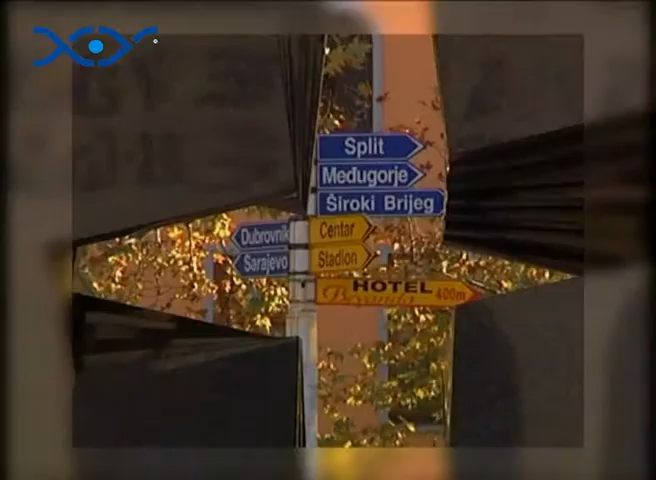 Split
Međugorje
Široki Brijeg
Dubrovnik
Centar
Sarajevo
Stadion
HOTEL
400m